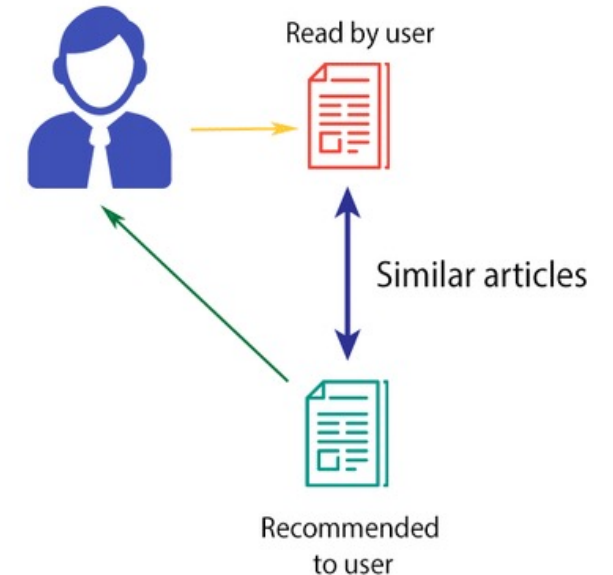 Read by user
Similar articles
Recommended
to user